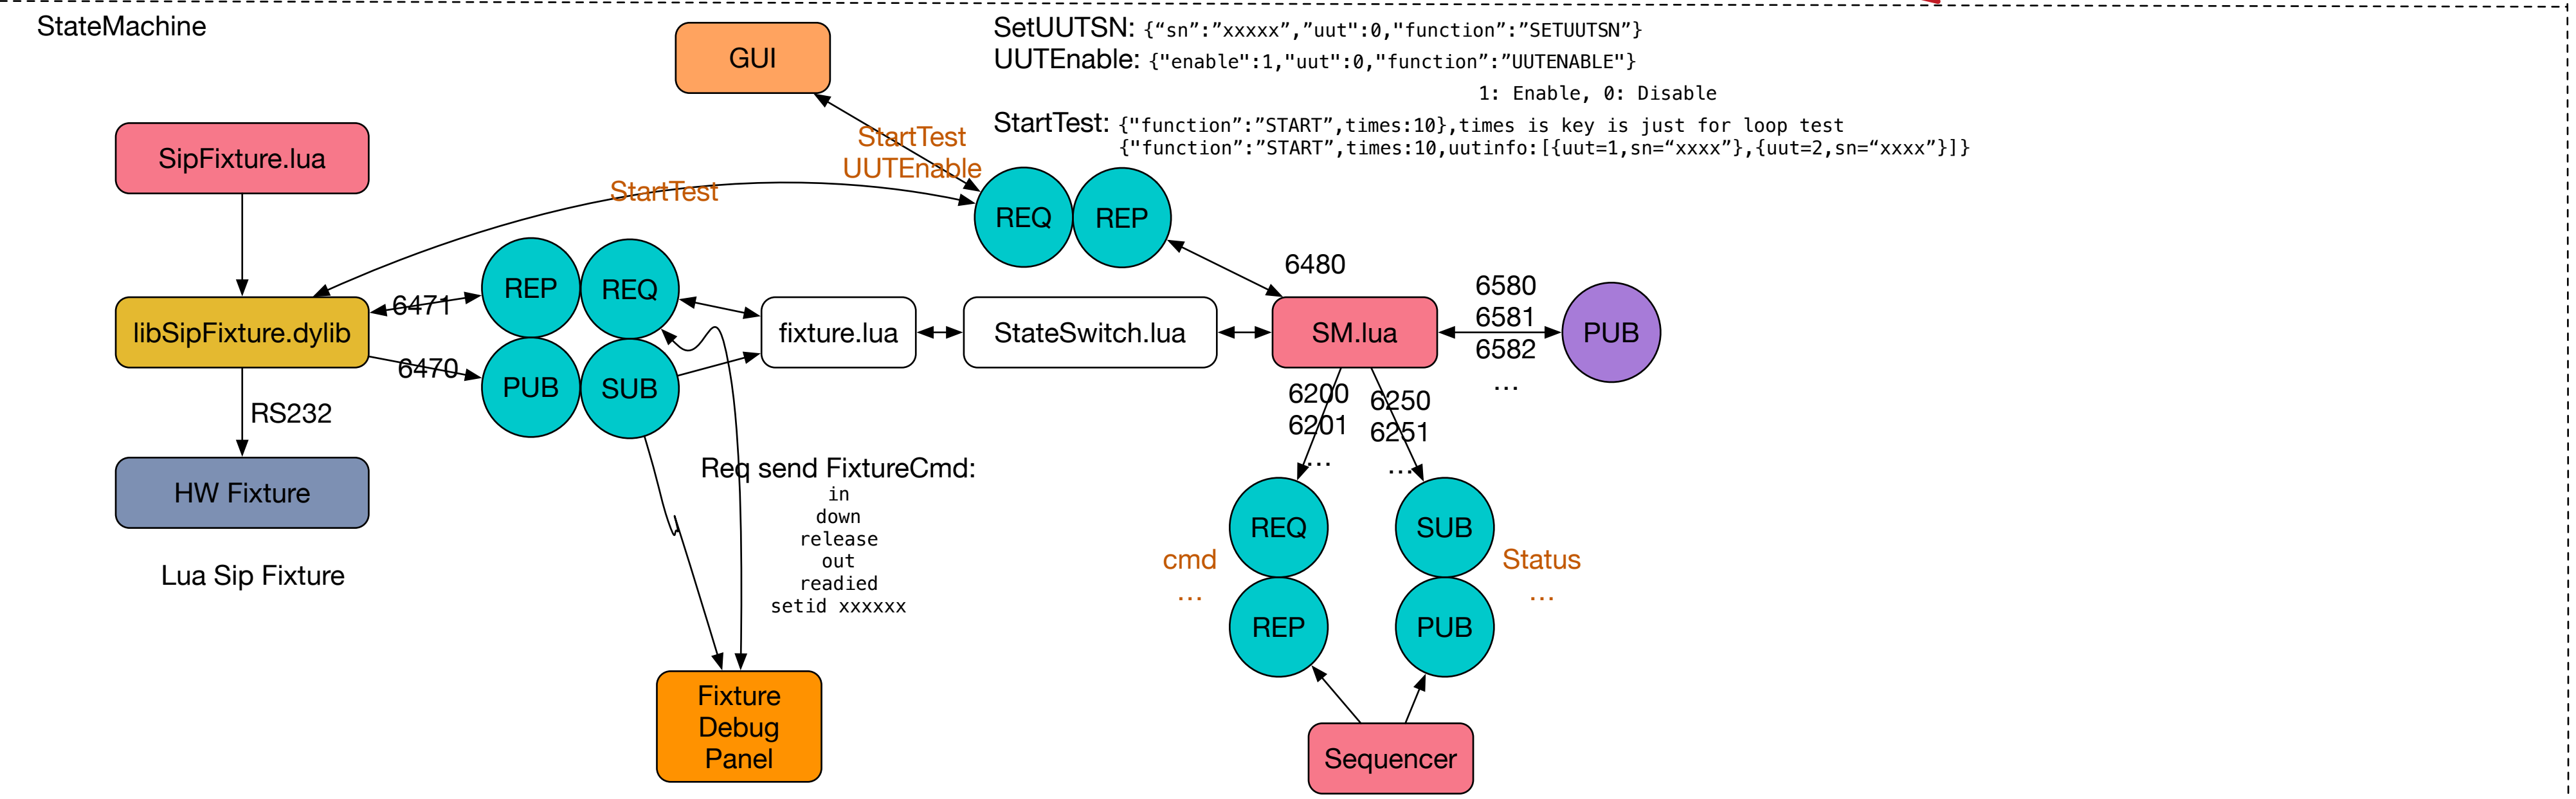 StateMachine
GUI
SetUUTSN: {“sn”:”xxxxx”,”uut":0,"function":”SETUUTSN”}
UUTEnable: {"enable":1,"uut":0,"function":”UUTENABLE"}
1: Enable, 0: Disable
StartTest: {"function”:”START”,times:10},times is key is just for loop test
{"function”:”START”,times:10,uutinfo:[{uut=1,sn=“xxxx”},{uut=2,sn=“xxxx”}]}
StartTest
UUTEnable
SipFixture.lua
StartTest
REQ
REP
6480
REP
REQ
6471
libSipFixture.dylib
fixture.lua
StateSwitch.lua
SM.lua
6580
6581
6582
...
PUB
6470
PUB
SUB
RS232
6200
6201
...
6250
6251
...
HW Fixture
Req send FixtureCmd:
in
down
release
out
readied
setid xxxxxx
Lua Sip Fixture
REQ
SUB
cmd
...
Status
...
REP
PUB
Fixture
Debug
Panel
Sequencer